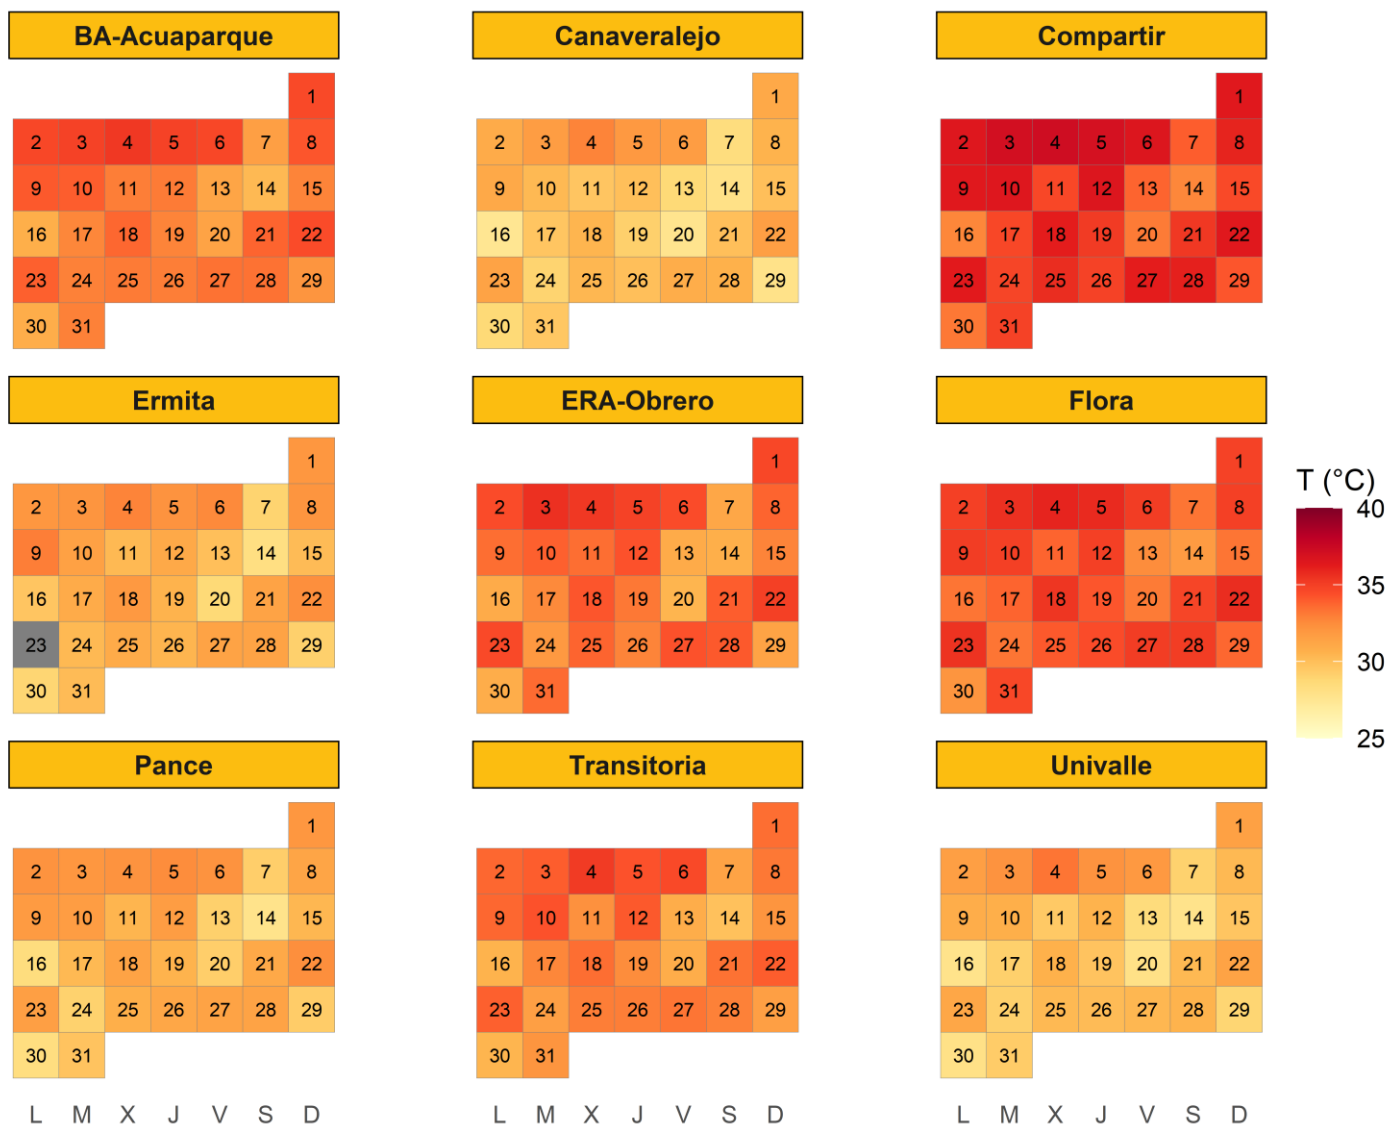 BA-Acuaparque Canaveralejo Compartir
1 1 1
2 3 4 5 6 7 8 2 3 4 5 6 7 8 2 3 4 5 6 7 8
9 10 11 12 13 14 15 9 10 11 12 13 14 15 9 10 11 12 13 14 15
16 17 18 19 20 21 22 16 17 18 19 20 21 22 16 17 18 19 20 21 22
23 24 25 26 27 28 29 23 24 25 26 27 28 29 23 24 25 26 27 28 29
30 31 30 31 30 31
Ermita ERA-Obrero Flora
1 1 1
2 3 4 5 6 7 8 2 3 4 5 6 7 8 2 3 4 5 6 7 8
9 10 11 12 13 14 15 9 10 11 12 13 14 15 9 10 11 12 13 14 15
16 17 18 19 20 21 22 16 17 18 19 20 21 22 16 17 18 19 20 21 22
23 24 25 26 27 28 29 23 24 25 26 27 28 29 23 24 25 26 27 28 29
30 31 30 31 30 31
T (°C)
40
35
30
25
Pance Transitoria Univalle
1 1 1
2 3 4 5 6 7 8 2 3 4 5 6 7 8 2 3 4 5 6 7 8
9 10 11 12 13 14 15 9 10 11 12 13 14 15 9 10 11 12 13 14 15
16 17 18 19 20 21 22 16 17 18 19 20 21 22 16 17 18 19 20 21 22
23 24 25 26 27 28 29 23 24 25 26 27 28 29 23 24 25 26 27 28 29
30 31 30 31 30 31
L M X J V S D L M X J V S D L M X J V S D